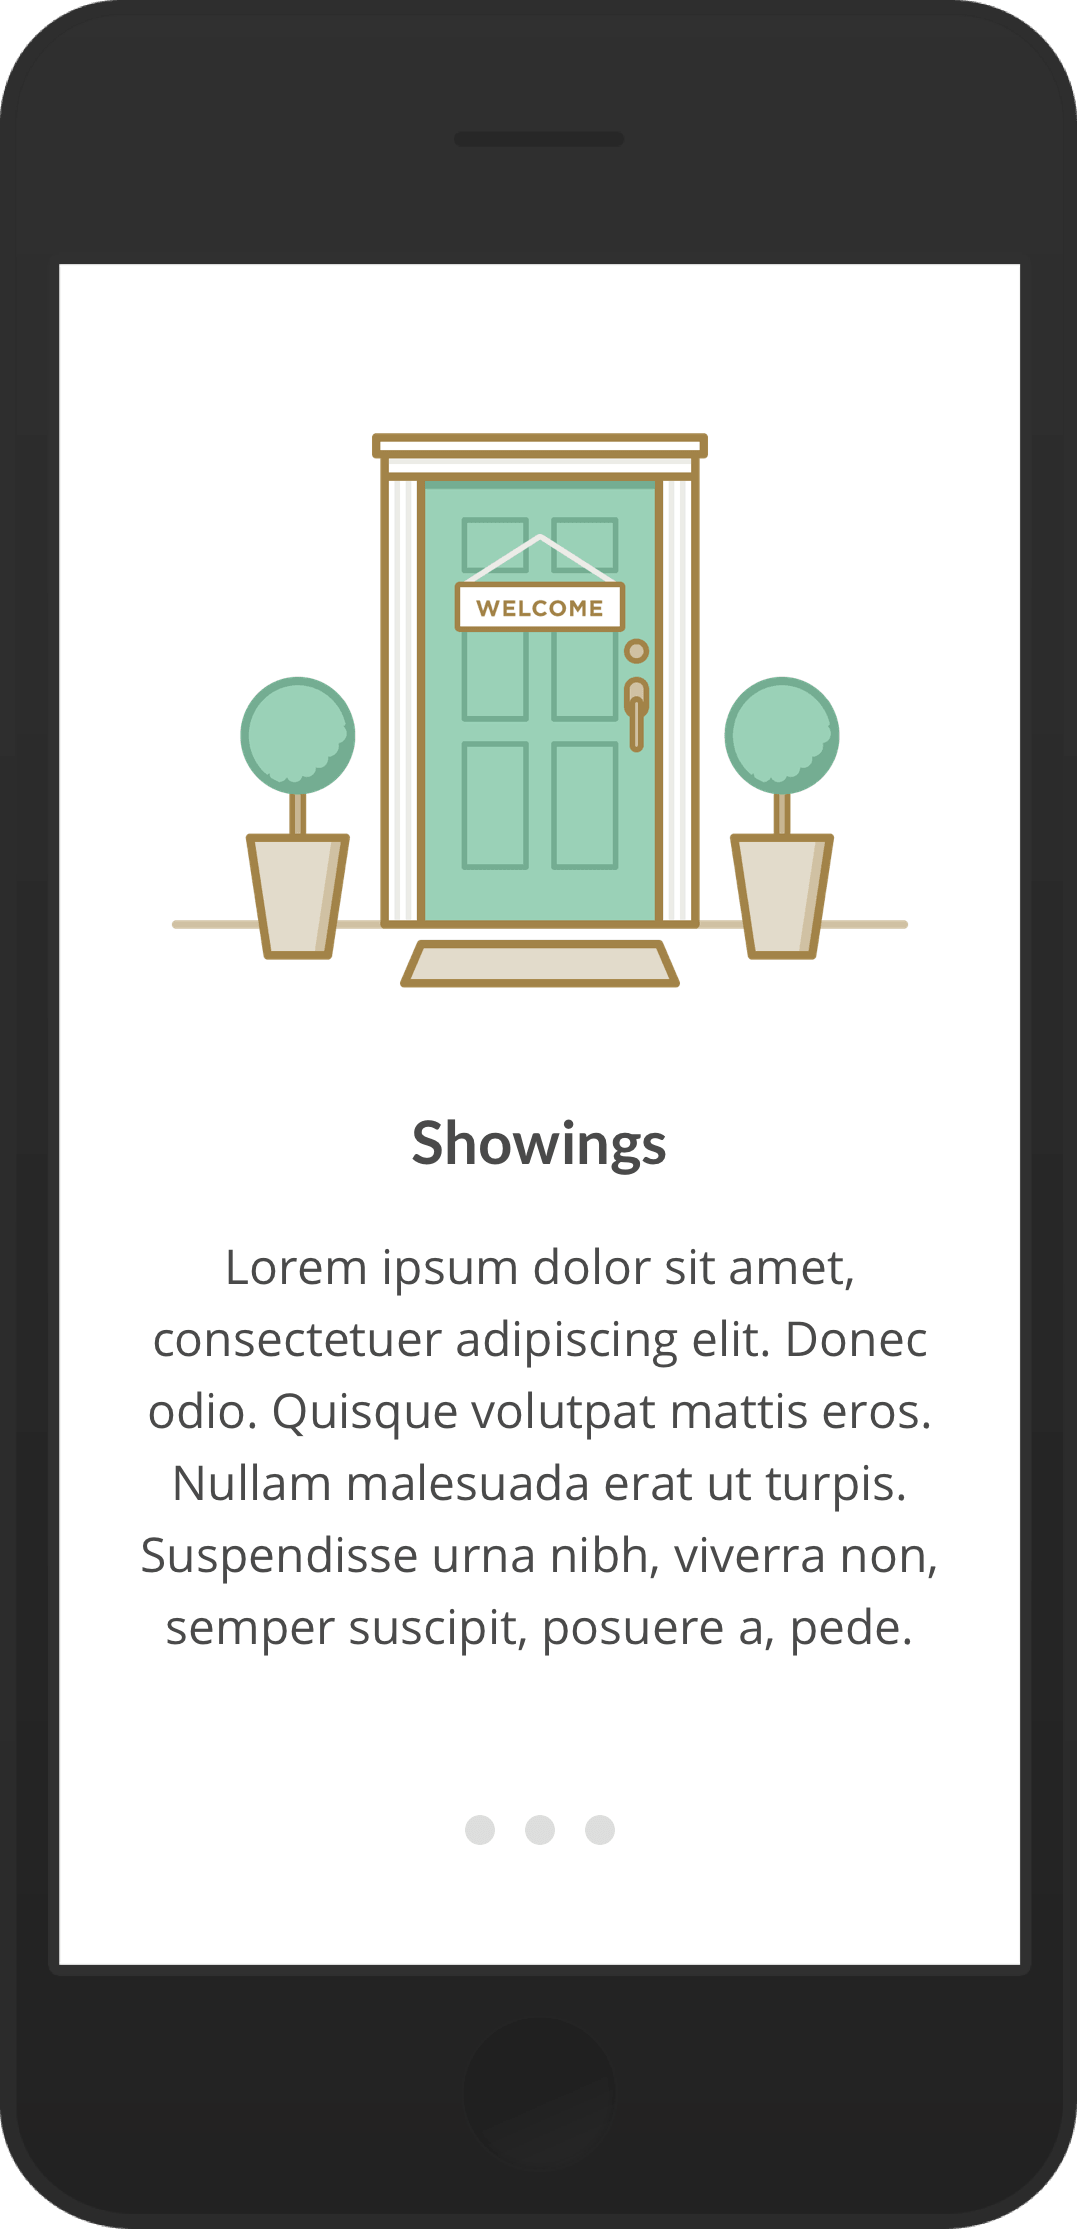 WELCOME
Showings
Lorem ipsum dolor sit amet,
consectetuer adipiscing elit. Donec
odio. Quisque volutpat mattis eros.
Nullam malesuada erat ut turpis.
Suspendisse urna nibh, viverra non,
semper suscipit, posuere a, pede.